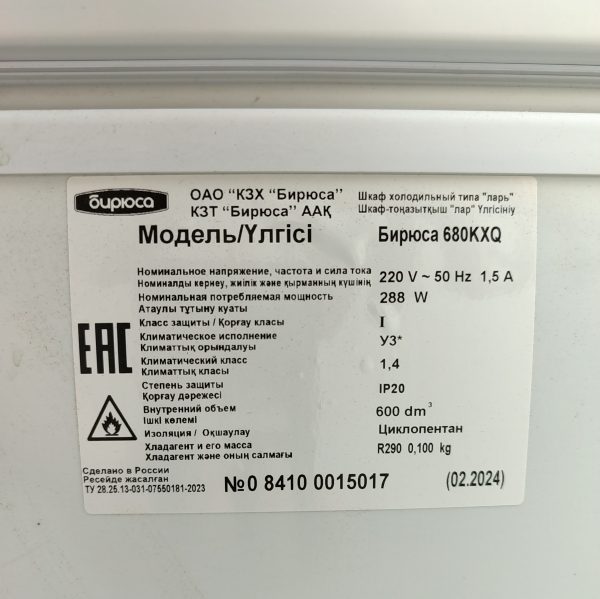 бирюса
ОАО "КЗХ "Бирюса"
КЗТ "Бирюса" ААҚ
Шкаф холодильный типа "ларь"
Шкаф-тоңазытқыш "лар" Үлгісініү
Модель/Үлгісі Бирюса 680KXQ
Номинальное напряжение, частота и сила тока 220 V ~ 50 Hz 1,5 A
Номиналды кернеу, жиілік және қырманның күшінің
Номинальная потребляемая мощность 288 W
Атаулы тұтыну куаты
Класс защиты / Қорғау класы I
Климатическое исполнение У3*
Климаттық орындалуы
Климатический класс 1,4
Климаттық класы
Степень защиты IP20
Қорғау дәрежесі
Внутренний объем 600 dm³
Ішкі көлемі
Изоляция / Оқшаулау Циклопентан
Хладагент и его масса R290 0,100 kg
Хладагент және оның салмағы
EAC
Сделано в России
Ресейде жасалған
ТУ 28.25.13-031-07550181-2023
№0 8410 0015017 (02.2024)